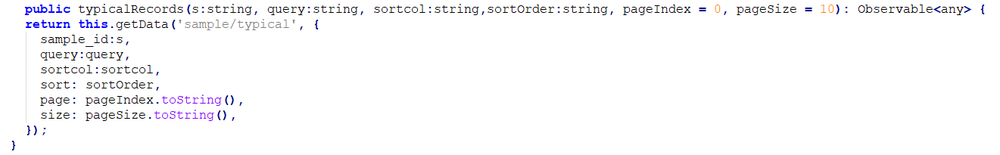 public typicalRecords(s:string, query:string, sortcol:string,sortOrder:string, pageIndex = 0, pageSize = 10): Observable<any> {
return this.getData('sample/typical', {
sample_id:s,
query:query,
sortcol:sortcol,
sort: sortOrder,
page: pageIndex.toString(),
size: pageSize.toString(),
});
}